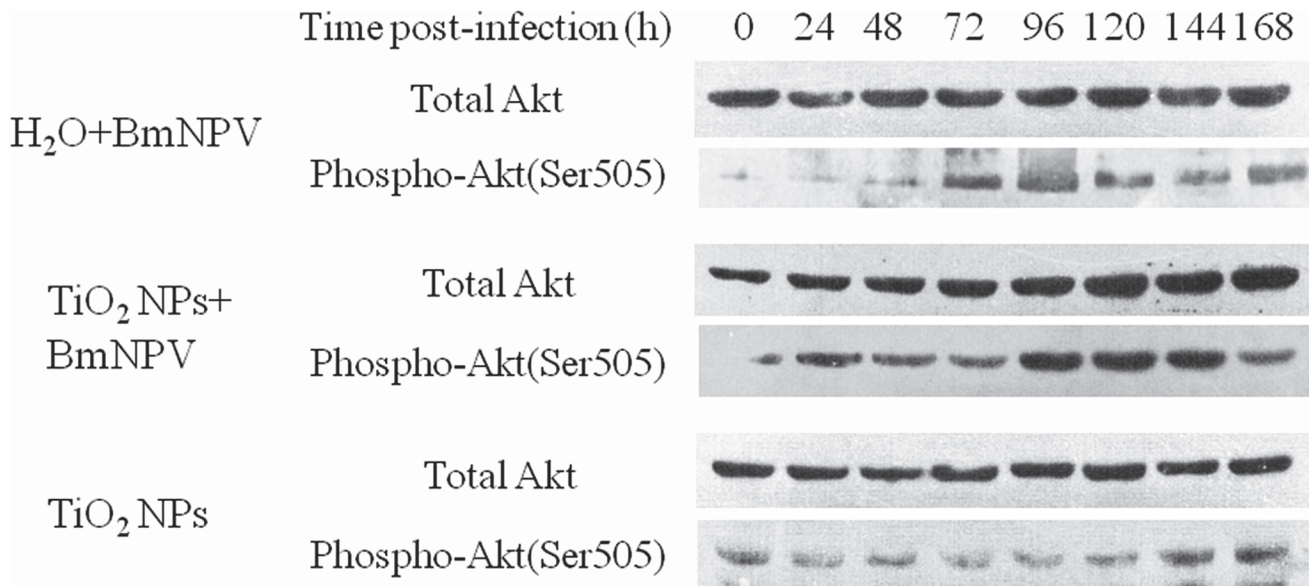 Time post-infection (h) 0 24 48 72 96 120 144 168
H₂O+BmNPV
Total Akt
Phospho-Akt(Ser505)
TiO₂ NPs+
BmNPV
Total Akt
Phospho-Akt(Ser505)
TiO₂ NPs
Total Akt
Phospho-Akt(Ser505)